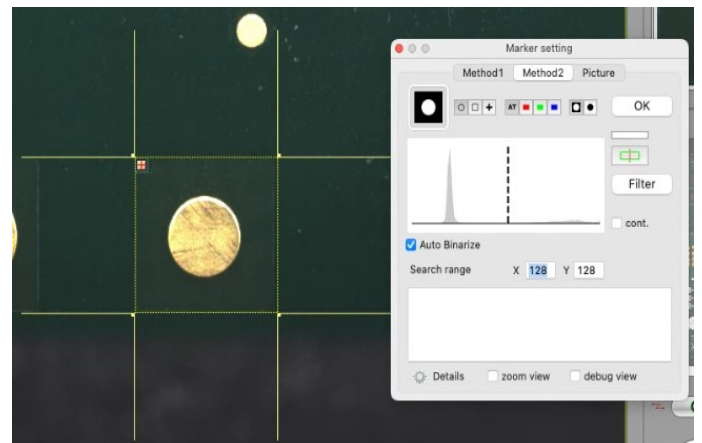 Marker setting
Method1 Method2 Picture
AT
OK
Filter
cont.
Auto Binarize
Search range X 128 Y 128
Details zoom view debug view